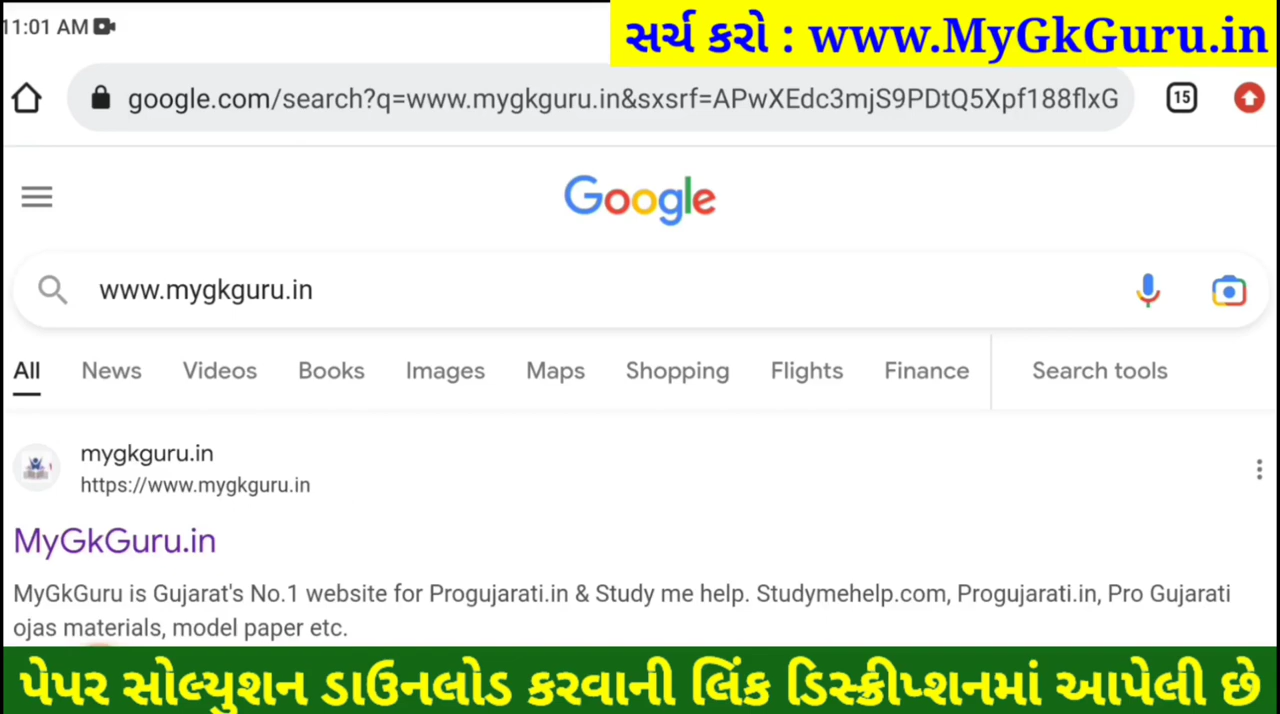 11:01 AM
સર્ચ કરો : www.MyGkGuru.in
google.com/search?q=www.mygkguru.in&sxsrf=APwXEdc3mjS9PDtQ5Xpf188flxG
15
Google
www.mygkguru.in
All News Videos Books Images Maps Shopping Flights Finance Search tools
mygkguru.in
https://www.mygkguru.in
MyGkGuru.in
MyGkGuru is Gujarat's No.1 website for Progujarati.in & Study me help. Studymehelp.com, Progujarati.in, Pro Gujarati
ojas materials, model paper etc.
પેપર સોલ્યુશન ડાઉનલોડ કરવાની લિંક ડિસ્ક્રીપ્શનમાં આપેલી છે